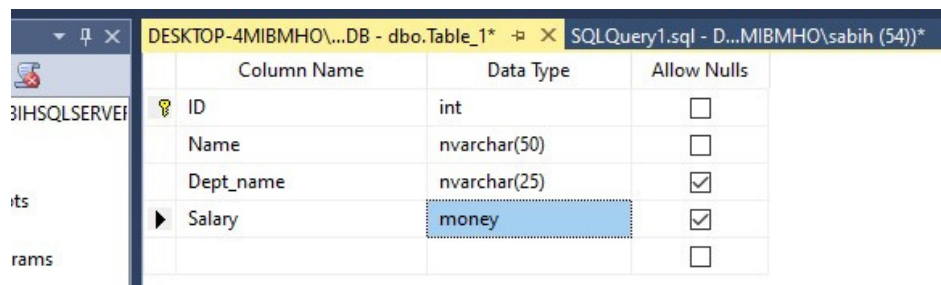 DESKTOP-4MIBMHO\...DB - dbo.Table_1* SQLQuery1.sql - D...MIBMHO\sabih (54))*
Column Name Data Type Allow Nulls
ID int
Name nvarchar(50)
Dept_name nvarchar(25)
Salary money